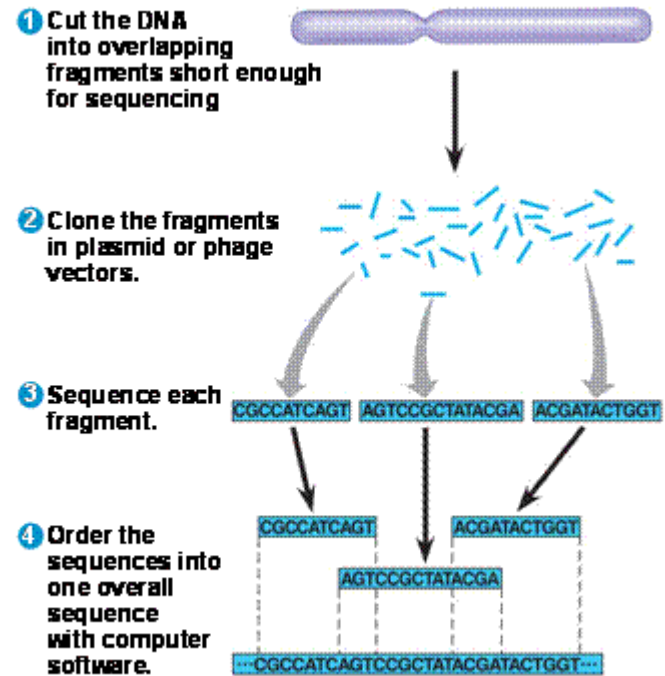 1 Cut the DNA
into overlapping
fragments short enough
for sequencing
2 Clone the fragments
in plasmid or phage
vectors.
3 Sequence each
fragment.
CGCCATCAGT AGTCCGCTATACGA ACGATACTGGT
4 Order the
sequences into
one overall
sequence
with computer
software.
CGCCATCAGT ACGATACTGGT
AGTCCGCTATACGA
···CGCCATCAGTCCGCTATACGATACTGGT···